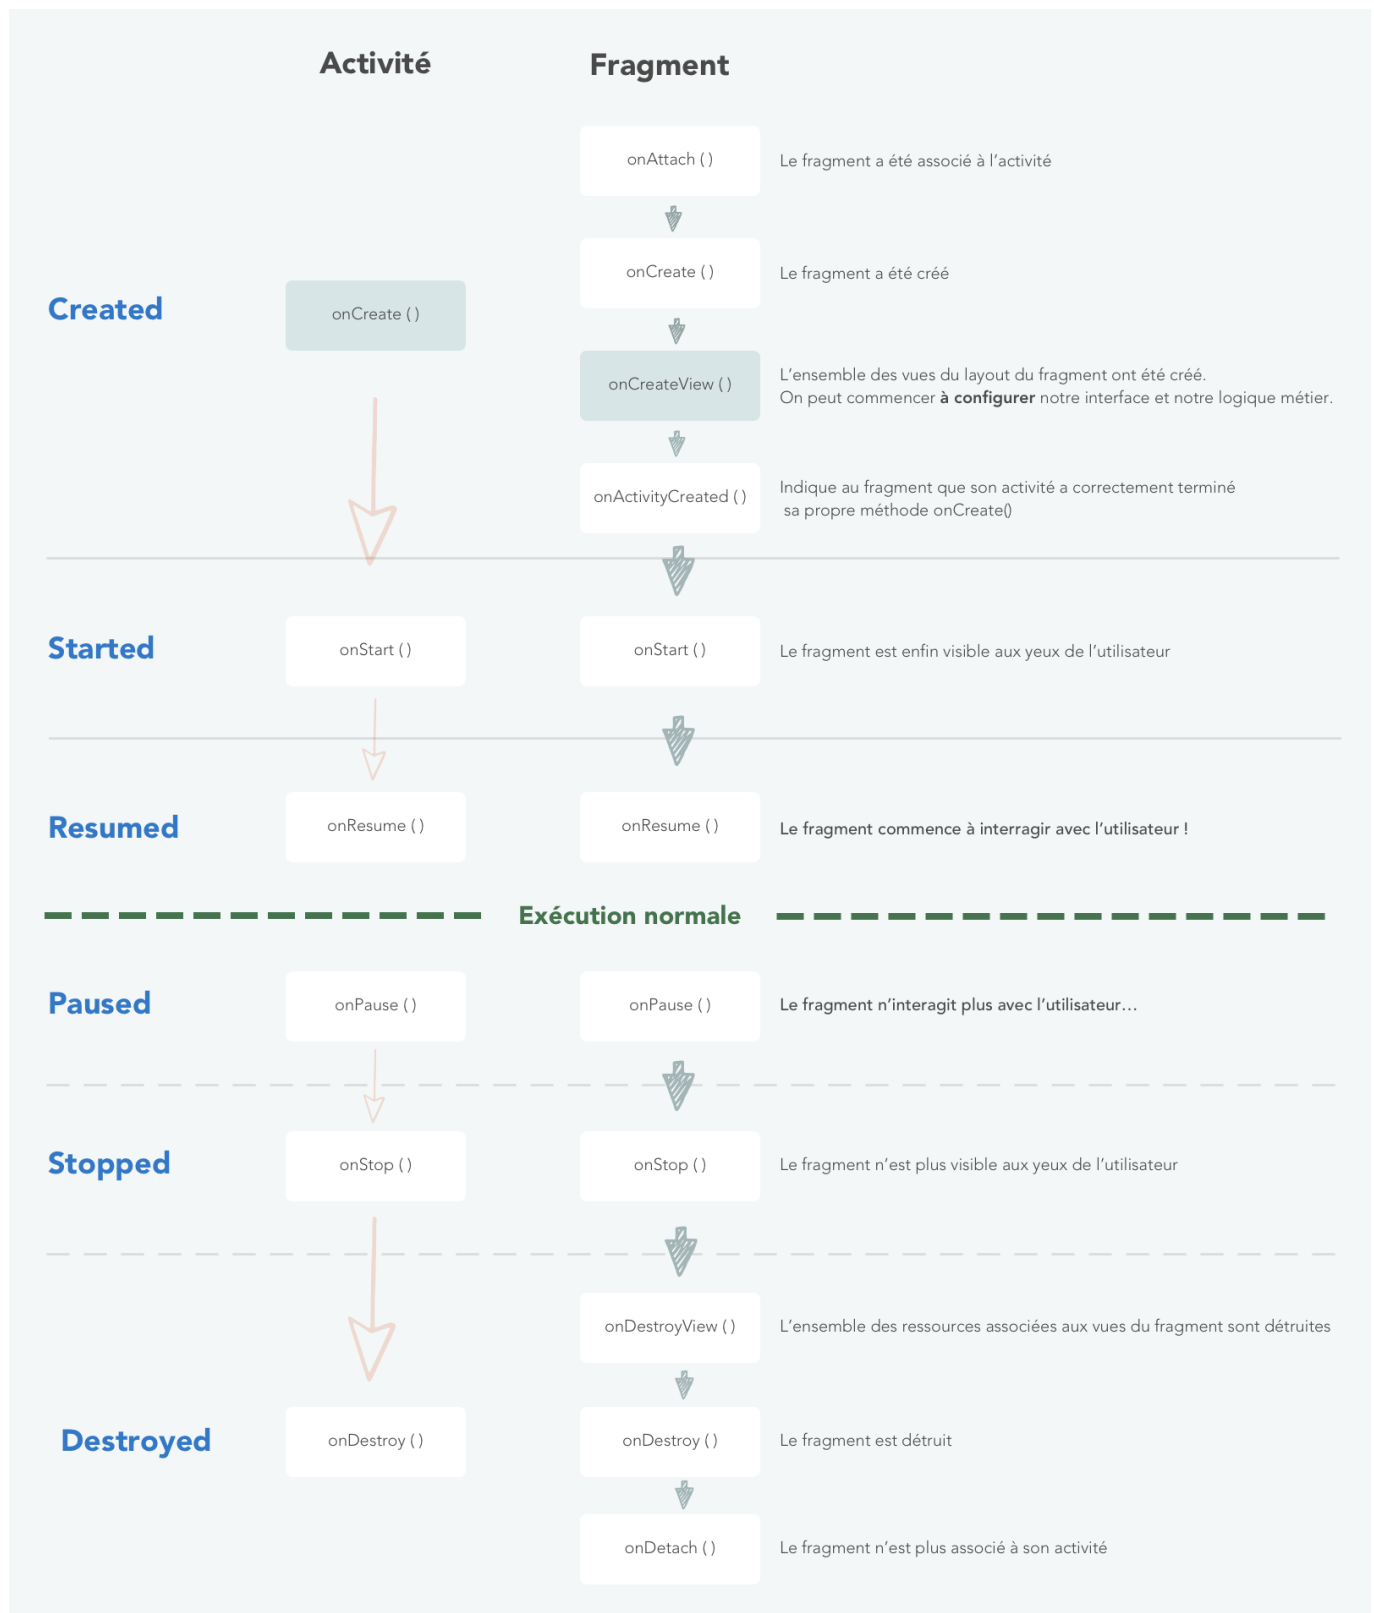 Activité
Fragment
onAttach ( )
Le fragment a été associé à l’activité
onCreate ( )
Le fragment a été créé
Created
onCreate ( )
onCreateView ( )
L’ensemble des vues du layout du fragment ont été créé.
On peut commencer à configurer notre interface et notre logique métier.
onActivityCreated ( )
Indique au fragment que son activité a correctement terminé
sa propre méthode onCreate()
Started
onStart ( )
onStart ( )
Le fragment est enfin visible aux yeux de l’utilisateur
Resumed
onResume ( )
onResume ( )
Le fragment commence à interragir avec l’utilisateur !
Exécution normale
Paused
onPause ( )
onPause ( )
Le fragment n’interagit plus avec l’utilisateur…
Stopped
onStop ( )
onStop ( )
Le fragment n’est plus visible aux yeux de l’utilisateur
onDestroyView ( )
L’ensemble des ressources associées aux vues du fragment sont détruites
Destroyed
onDestroy ( )
onDestroy ( )
Le fragment est détruit
onDetach ( )
Le fragment n’est plus associé à son activité